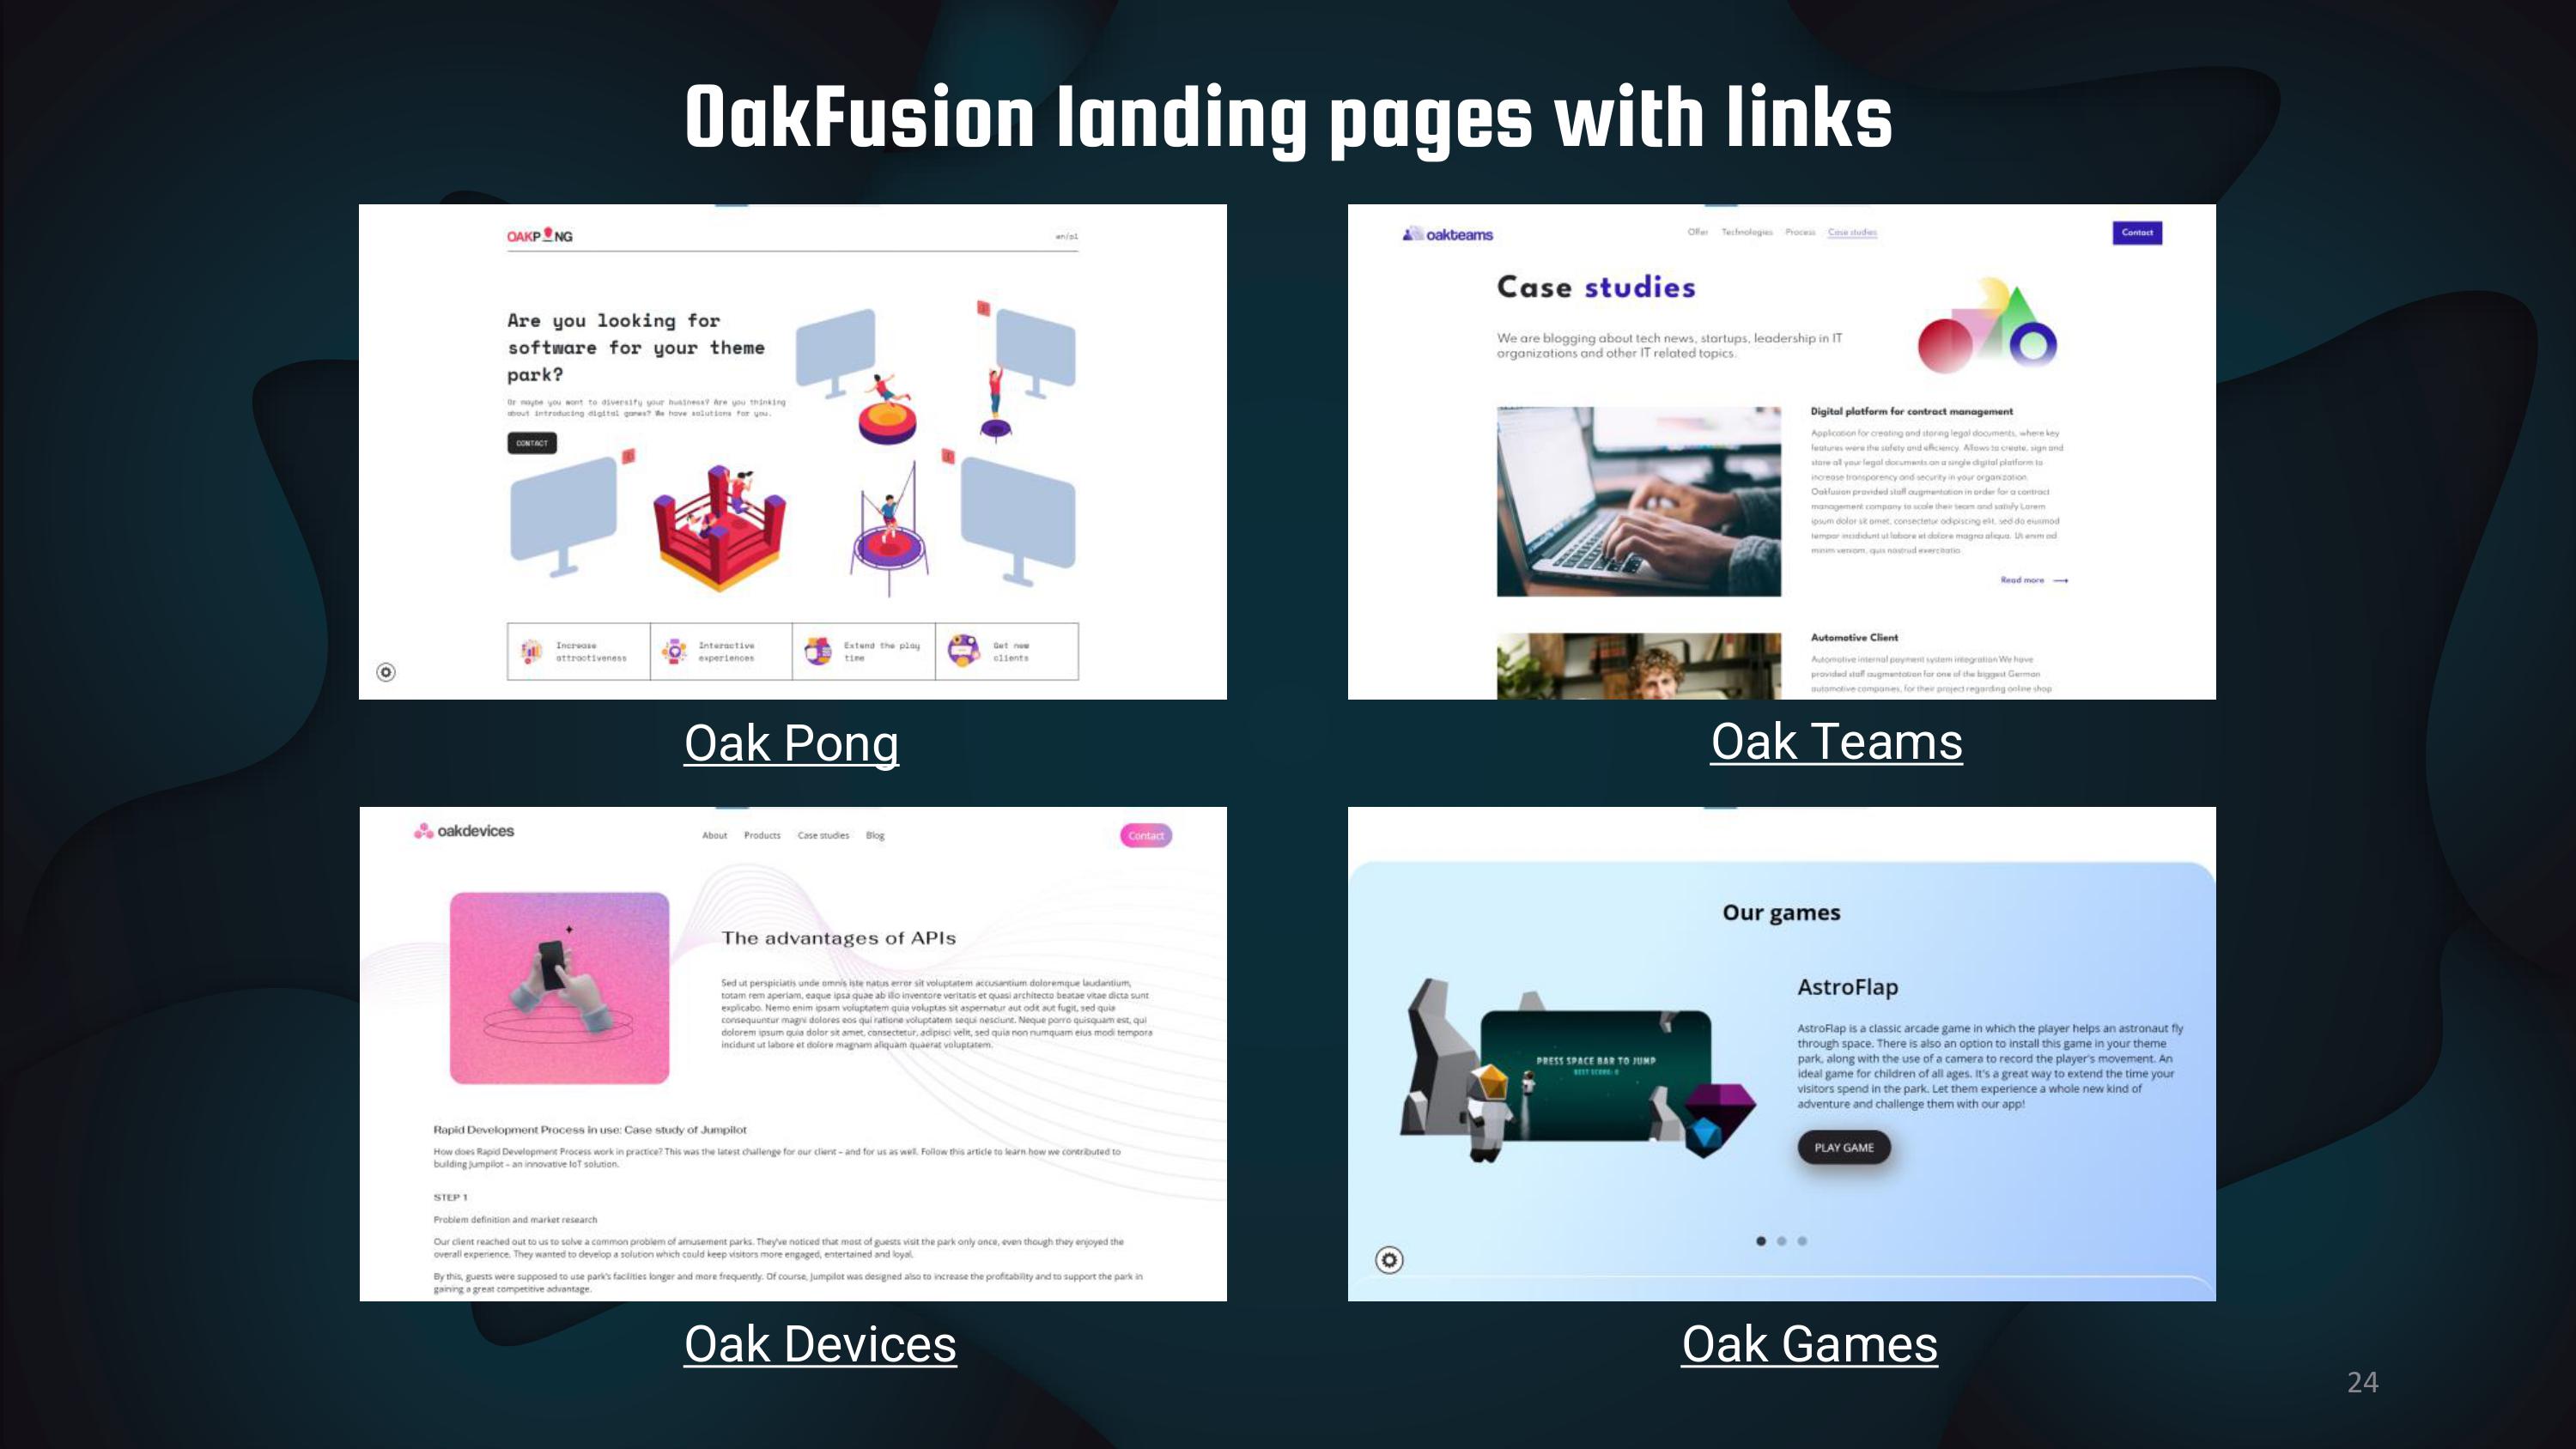 OakFusion landing pages with links
OAKPONG
en/pl
Are you looking for
software for your theme
park?
Or maybe you want to diversify your business? Are you thinking
about introducing digital games? We have solutions for you.
CONTACT
Increase
attractiveness
Interactive
experiences
Extend the play
time
Get new
clients
Oak Pong
oakteams
Offer Technologies Process Case studies
Contact
Case studies
We are blogging about tech news, startups, leadership in IT
organizations and other IT related topics.
Digital platform for contract management
Application for creating and storing legal documents, where key
features were the safety and efficiency. Allows to create, sign and
store all your legal documents on a single digital platform to
increase transparency and security in your organization.
Oakfusion provided staff augmentation in order for a contract
management company to scale their team and satisfy Lorem
ipsum dolor sit amet, consectetur adipiscing elit, sed do eiusmod
tempor incididunt ut labore et dolore magna aliqua. Ut enim ad
minim veniam, quis nostrud exercitatio.
Read more
Automotive Client
Automotive internal payment system integration We have
provided staff augmentation for one of the biggest German
automotive companies, for their project regarding online shop
Oak Teams
oakdevices
About Products Case studies Blog
Contact
The advantages of APIs
Sed ut perspiciatis unde omnis iste natus error sit voluptatem accusantium doloremque laudantium,
totam rem aperiam, eaque ipsa quae ab illo inventore veritatis et quasi architecto beatae vitae dicta sunt
explicabo. Nemo enim ipsam voluptatem quia voluptas sit aspernatur aut odit aut fugit, sed quia
consequuntur magni dolores eos qui ratione voluptatem sequi nesciunt. Neque porro quisquam est, qui
dolorem ipsum quia dolor sit amet, consectetur, adipisci velit, sed quia non numquam eius modi tempora
incidunt ut labore et dolore magnam aliquam quaerat voluptatem.
Rapid Development Process in use: Case study of Jumpilot
How does Rapid Development Process work in practice? This was the latest challenge for our client – and for us as well. Follow this article to learn how we contributed to
building Jumpilot – an innovative IoT solution.
STEP 1
Problem definition and market research
Our client reached out to us to solve a common problem of amusement parks. They've noticed that most of guests visit the park only once, even though they enjoyed the
overall experience. They wanted to develop a solution which could keep visitors more engaged, entertained and loyal.
By this, guests were supposed to use park's facilities longer and more frequently. Of course, Jumpilot was designed also to increase the profitability and to support the park in
gaining a great competitive advantage.
Oak Devices
Our games
PRESS SPACE BAR TO JUMP
BEST SCORE: 0
AstroFlap
AstroFlap is a classic arcade game in which the player helps an astronaut fly
through space. There is also an option to install this game in your theme
park, along with the use of a camera to record the player's movement. An
ideal game for children of all ages. It's a great way to extend the time your
visitors spend in the park. Let them experience a whole new kind of
adventure and challenge them with our app!
PLAY GAME
Oak Games
24